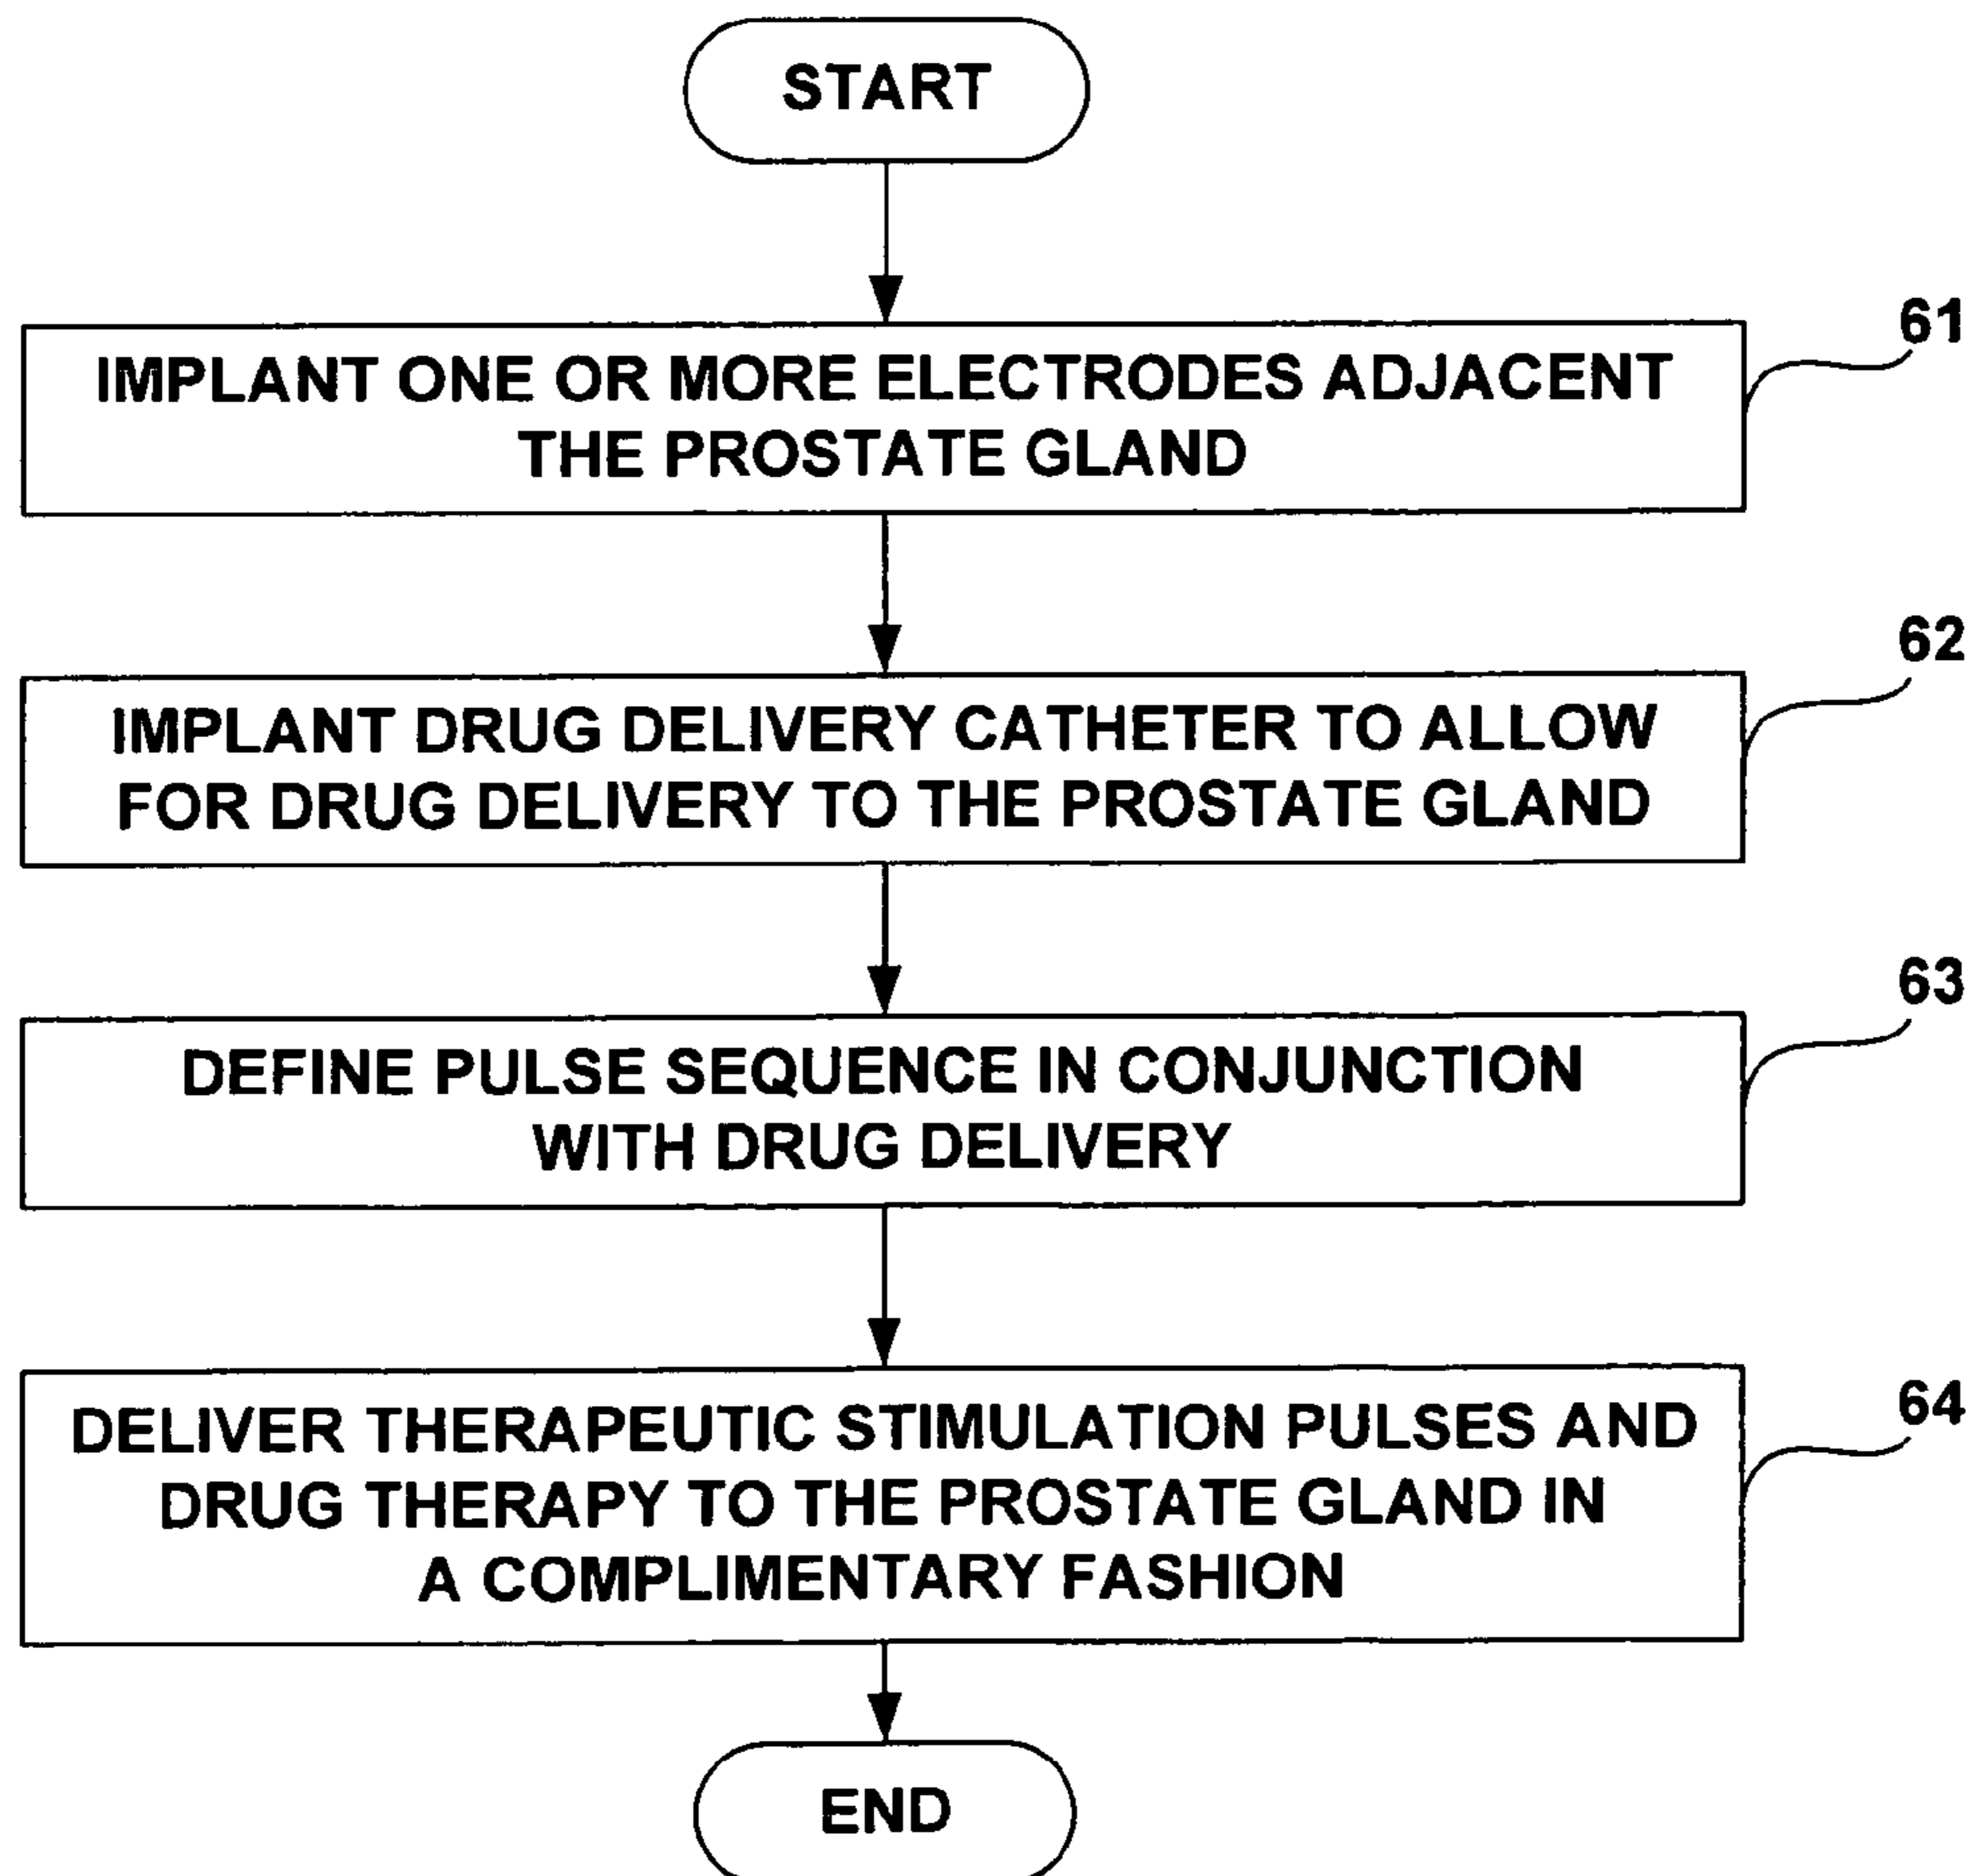 START
61
IMPLANT ONE OR MORE ELECTRODES ADJACENT
THE PROSTATE GLAND
62
IMPLANT DRUG DELIVERY CATHETER TO ALLOW
FOR DRUG DELIVERY TO THE PROSTATE GLAND
63
DEFINE PULSE SEQUENCE IN CONJUNCTION
WITH DRUG DELIVERY
64
DELIVER THERAPEUTIC STIMULATION PULSES AND
DRUG THERAPY TO THE PROSTATE GLAND IN
A COMPLIMENTARY FASHION
END